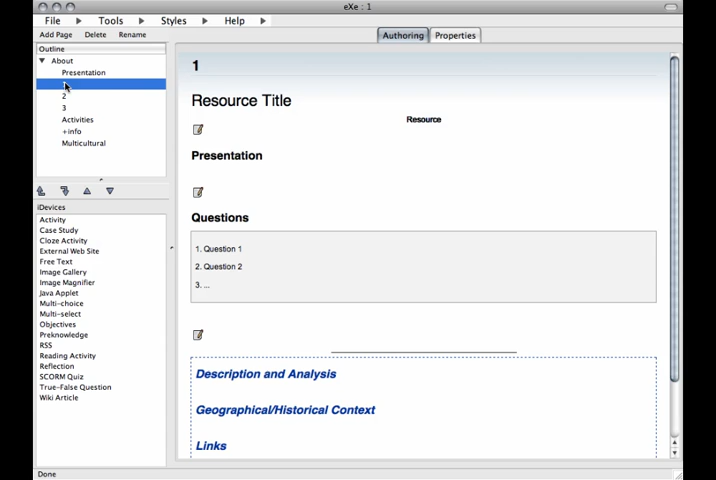 eXe : 1
File Tools Styles Help
Add Page Delete Rename
Outline
About
Presentation
2
3
Activities
+info
Multicultural
iDevices
Activity
Case Study
Cloze Activity
External Web Site
Free Text
Image Gallery
Image Magnifier
Java Applet
Multi-choice
Multi-select
Objectives
Preknowledge
RSS
Reading Activity
Reflection
SCORM Quiz
True-False Question
Wiki Article
Authoring Properties
1
Resource Title
Resource
Presentation
Questions
1. Question 1
2. Question 2
3. ...
Description and Analysis
Geographical/Historical Context
Links
Done